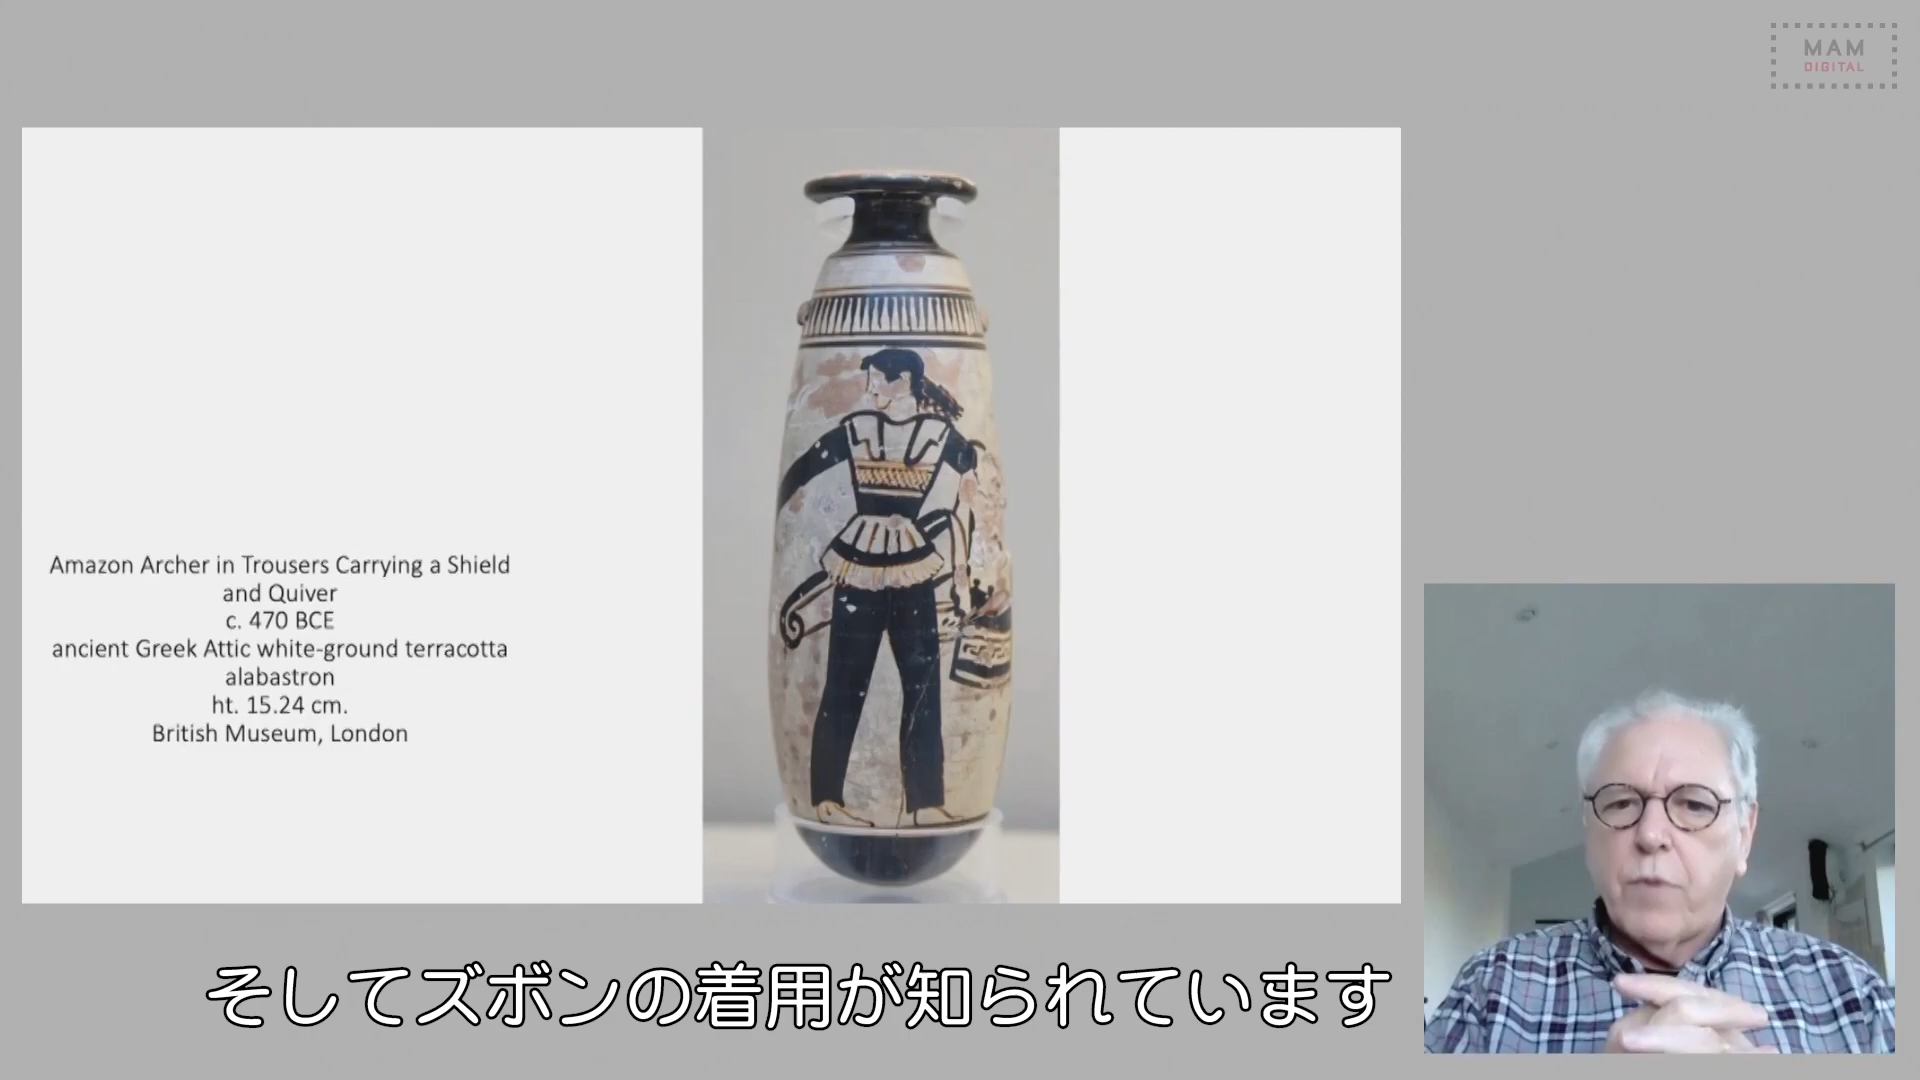 MAM
DIGITAL
Amazon Archer in Trousers Carrying a Shield
and Quiver
c. 470 BCE
ancient Greek Attic white-ground terracotta
alabastron
ht. 15.24 cm.
British Museum, London
そしてズボンの着用が知られています